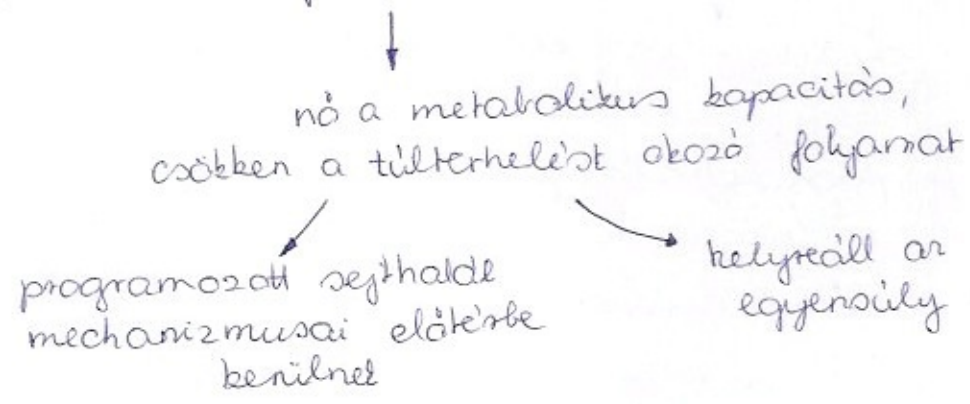 nő a metabolikus kapacitás,
csökken a túlterhelést okozó folyamat
programozott sejthalál
mechanizmusai előtérbe
kerülnek
helyreáll az
egyensúly